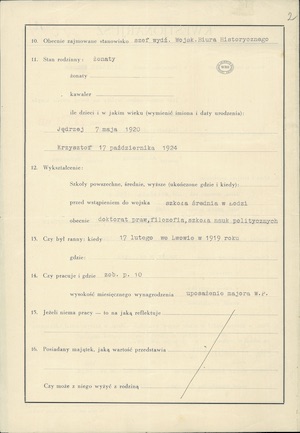 2
10. Obecnie zajmowane stanowisko szef wydz. Wojsk.Biura Historycznego
11. Stan rodzinny: żonaty
żonaty
kawaler
ile dzieci i w jakim wieku (wymienić imiona i daty urodzenia):
Jędrzej 7 maja 1920
Krzysztof 17 października 1924
12. Wykształcenie:
Szkoły powszechne, średnie, wyższe (ukończone gdzie i kiedy):
przed wstąpieniem do wojska szkoła średnia w Łodzi
obecnie doktorat praw,filozofia,szkoła nauk politycznych
13. Czy był ranny: kiedy 17 lutego we Lwowie w 1919 roku
gdzie:
14. Czy pracuje i gdzie zob. p. 10
wysokość miesięcznego wynagrodzenia uposażenie majora w.r.
15. Jeżeli niema pracy — to na jaką reflektuje
16. Posiadany majątek, jaką wartość przedstawia
Czy może z niego wyżyć z rodziną